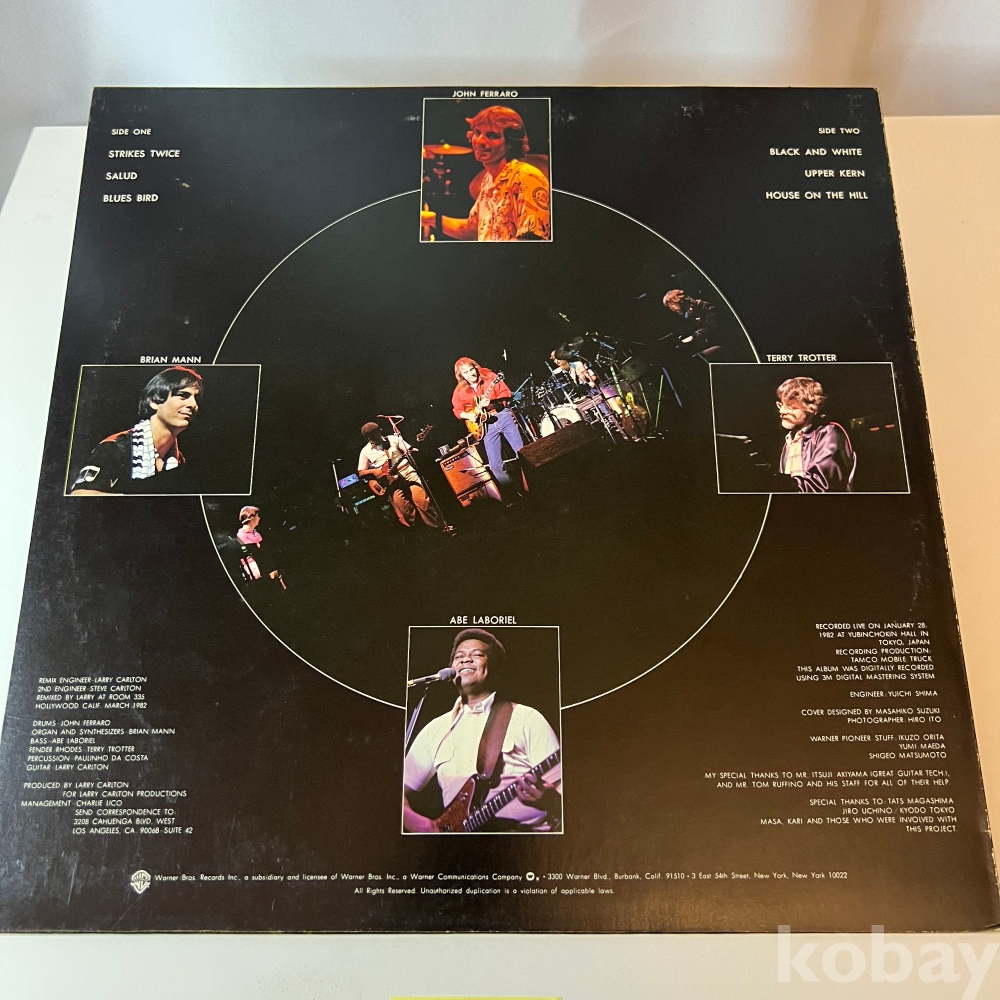 JOHN FERRARO
SIDE ONE
STRIKES TWICE
SALUD
BLUES BIRD
SIDE TWO
BLACK AND WHITE
UPPER KERN
HOUSE ON THE HILL
BRIAN MANN
TERRY TROTTER
ABE LABORIEL
REMIX ENGINEER·LARRY CARLTON
2ND ENGINEER·STEVE CARLTON
REMIXED BY LARRY AT ROOM 335
HOLLYWOOD CALIF. MARCH 1982
DRUMS·JOHN FERRARO
ORGAN AND SYNTHESIZERS·BRIAN MANN
BASS·ABE LABORIEL
FENDER RHODES·TERRY TROTTER
PERCUSSION·PAULINHO DA COSTA
GUITAR·LARRY CARLTON
PRODUCED BY LARRY CARLTON
FOR LARRY CARLTON PRODUCTIONS
MANAGEMENT·CHARLIE LICO
SEND CORRESPONDENCE TO:
3208 CAHUENGA BLVD. WEST
LOS ANGELES, CA. 90068·SUITE 42
RECORDED LIVE ON JANUARY 28,
1982 AT YUBINCHOKIN HALL IN
TOKYO, JAPAN
RECORDING PRODUCTION:
TAMCO MOBILE TRUCK
THIS ALBUM WAS DIGITALLY RECORDED
USING 3M DIGITAL MASTERING SYSTEM
ENGINEER:YUICHI SHIMA
COVER DESIGNED BY MASAHIKO SUZUKI
PHOTOGRAPHER:HIRO ITO
WARNER PIONEER STUFF:IKUZO ORITA
YUMI MAEDA
SHIGEO MATSUMOTO
MY SPECIAL THANKS TO MR. ITSUJI AKIYAMA (GREAT GUITAR TECH.),
AND MR. TOM RUFFINO AND HIS STAFF FOR ALL OF THEIR HELP.
SPECIAL THANKS TO:TATS MAGASHIMA
JIRO UCHINO/KYODO TOKYO
MASA, KARI AND THOSE WHO WERE INVOLVED WITH
THIS PROJECT
Warner Bros. Records Inc., a subsidiary and licensee of Warner Bros. Inc., a Warner Communications Company · 3300 Warner Blvd., Burbank, Calif. 91510 · 3 East 54th Street, New York, New York 10022
All Rights Reserved. Unauthorized duplication is a violation of applicable laws.
kobay